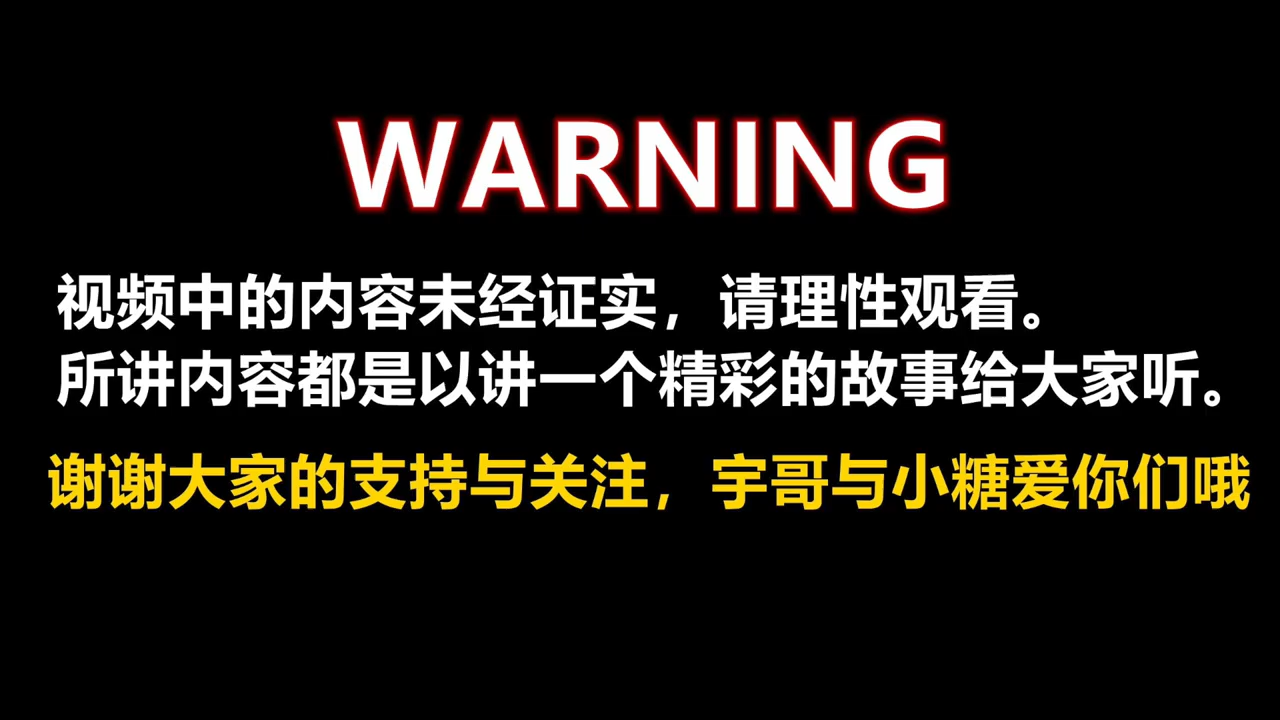 WARNING
视频中的内容未经证实，请理性观看。
所讲内容都是以讲一个精彩的故事给大家听。
谢谢大家的支持与关注，宇哥与小糖爱你们哦